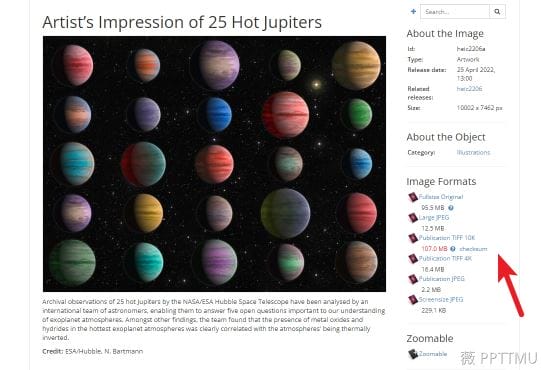 Artist's Impression of 25 Hot Jupiters
Archival observations of 25 hot Jupiters by the NASA/ESA Hubble Space Telescope have been analysed by an
international team of astronomers, enabling them to answer five open questions important to our understanding
of exoplanet atmospheres. Amongst other findings, the team found that the presence of metal oxides and
hydrides in the hottest exoplanet atmospheres was clearly correlated with the atmospheres' being thermally
inverted.
Credit: ESA/Hubble, N. Bartmann
Search...
About the Image
Id: heic2206a
Type: Artwork
Release date: 29 April 2022,
13:00
Related
releases: heic2206
Size: 10002 x 7462 px
About the Object
Category: Illustrations
Image Formats
Fullsize Original
95.5 MB
Large JPEG
12.5 MB
Publication TIFF 10K
107.0 MB checksum
Publication TIFF 4K
16.4 MB
Publication JPEG
2.2 MB
Screensize JPEG
229.1 KB
Zoomable
Zoomable
薇 PPTTMU